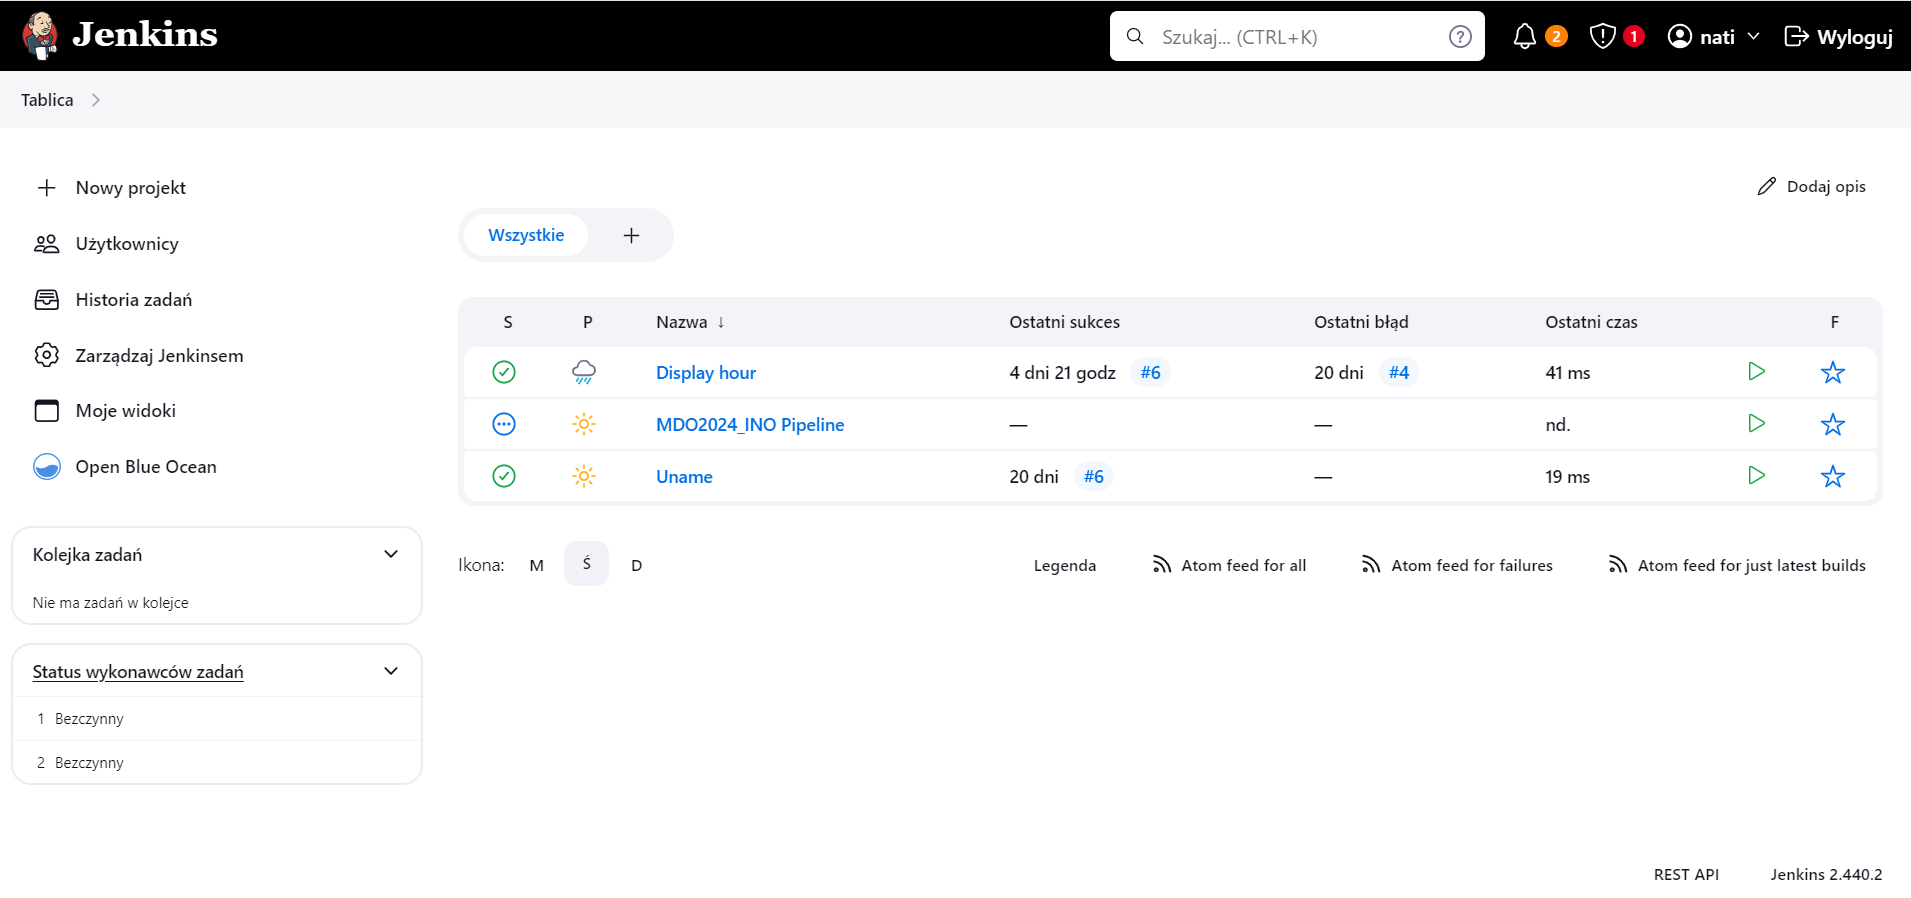 Jenkins
Szukaj... (CTRL+K)
2
1
nati
Wyloguj
Tablica
Nowy projekt
Użytkownicy
Historia zadań
Zarządzaj Jenkinsem
Moje widoki
Open Blue Ocean
Kolejka zadań
Nie ma zadań w kolejce
Status wykonawców zadań
1 Bezczynny
2 Bezczynny
Dodaj opis
Wszystkie
S P Nazwa ↓ Ostatni sukces Ostatni błąd Ostatni czas F
Display hour 4 dni 21 godz #6 20 dni #4 41 ms
MDO2024_INO Pipeline — — nd.
Uname 20 dni #6 — 19 ms
Ikona: M Ś D
Legenda Atom feed for all Atom feed for failures Atom feed for just latest builds
REST API Jenkins 2.440.2